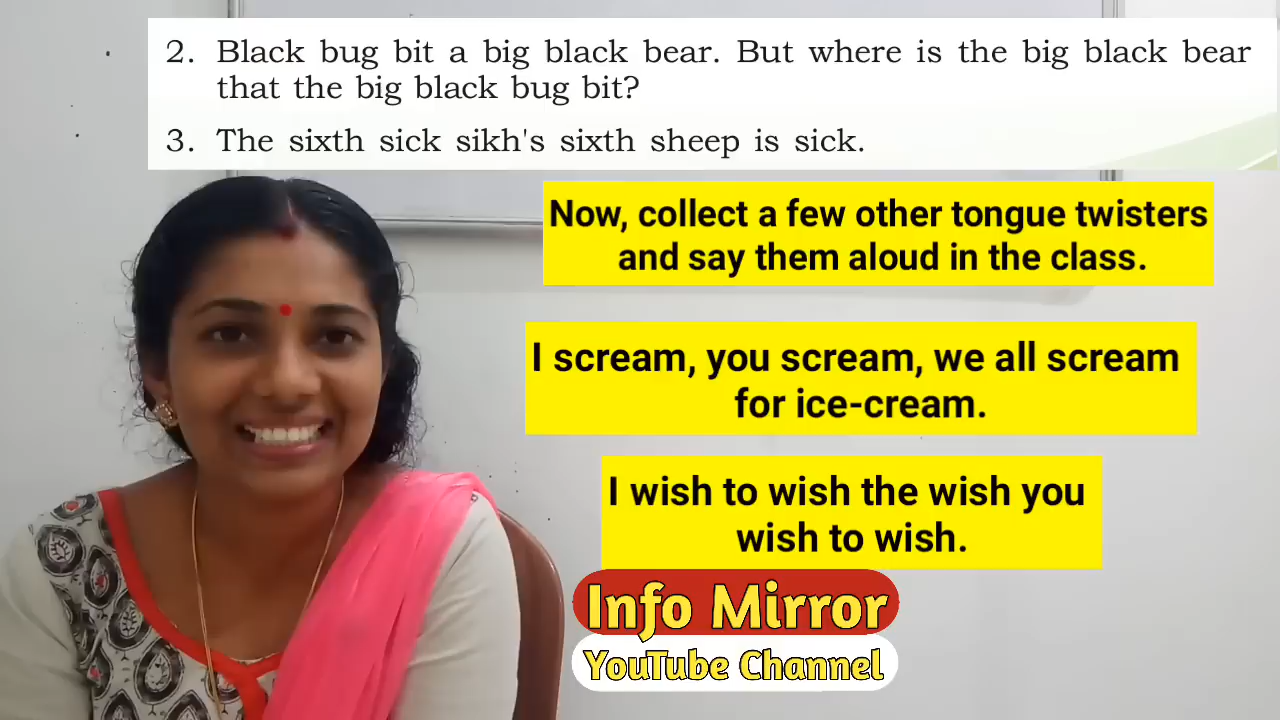 2. Black bug bit a big black bear. But where is the big black bear
that the big black bug bit?
3. The sixth sick sikh's sixth sheep is sick.
Now, collect a few other tongue twisters
and say them aloud in the class.
I scream, you scream, we all scream
for ice-cream.
I wish to wish the wish you
wish to wish.
Info Mirror
YouTube Channel